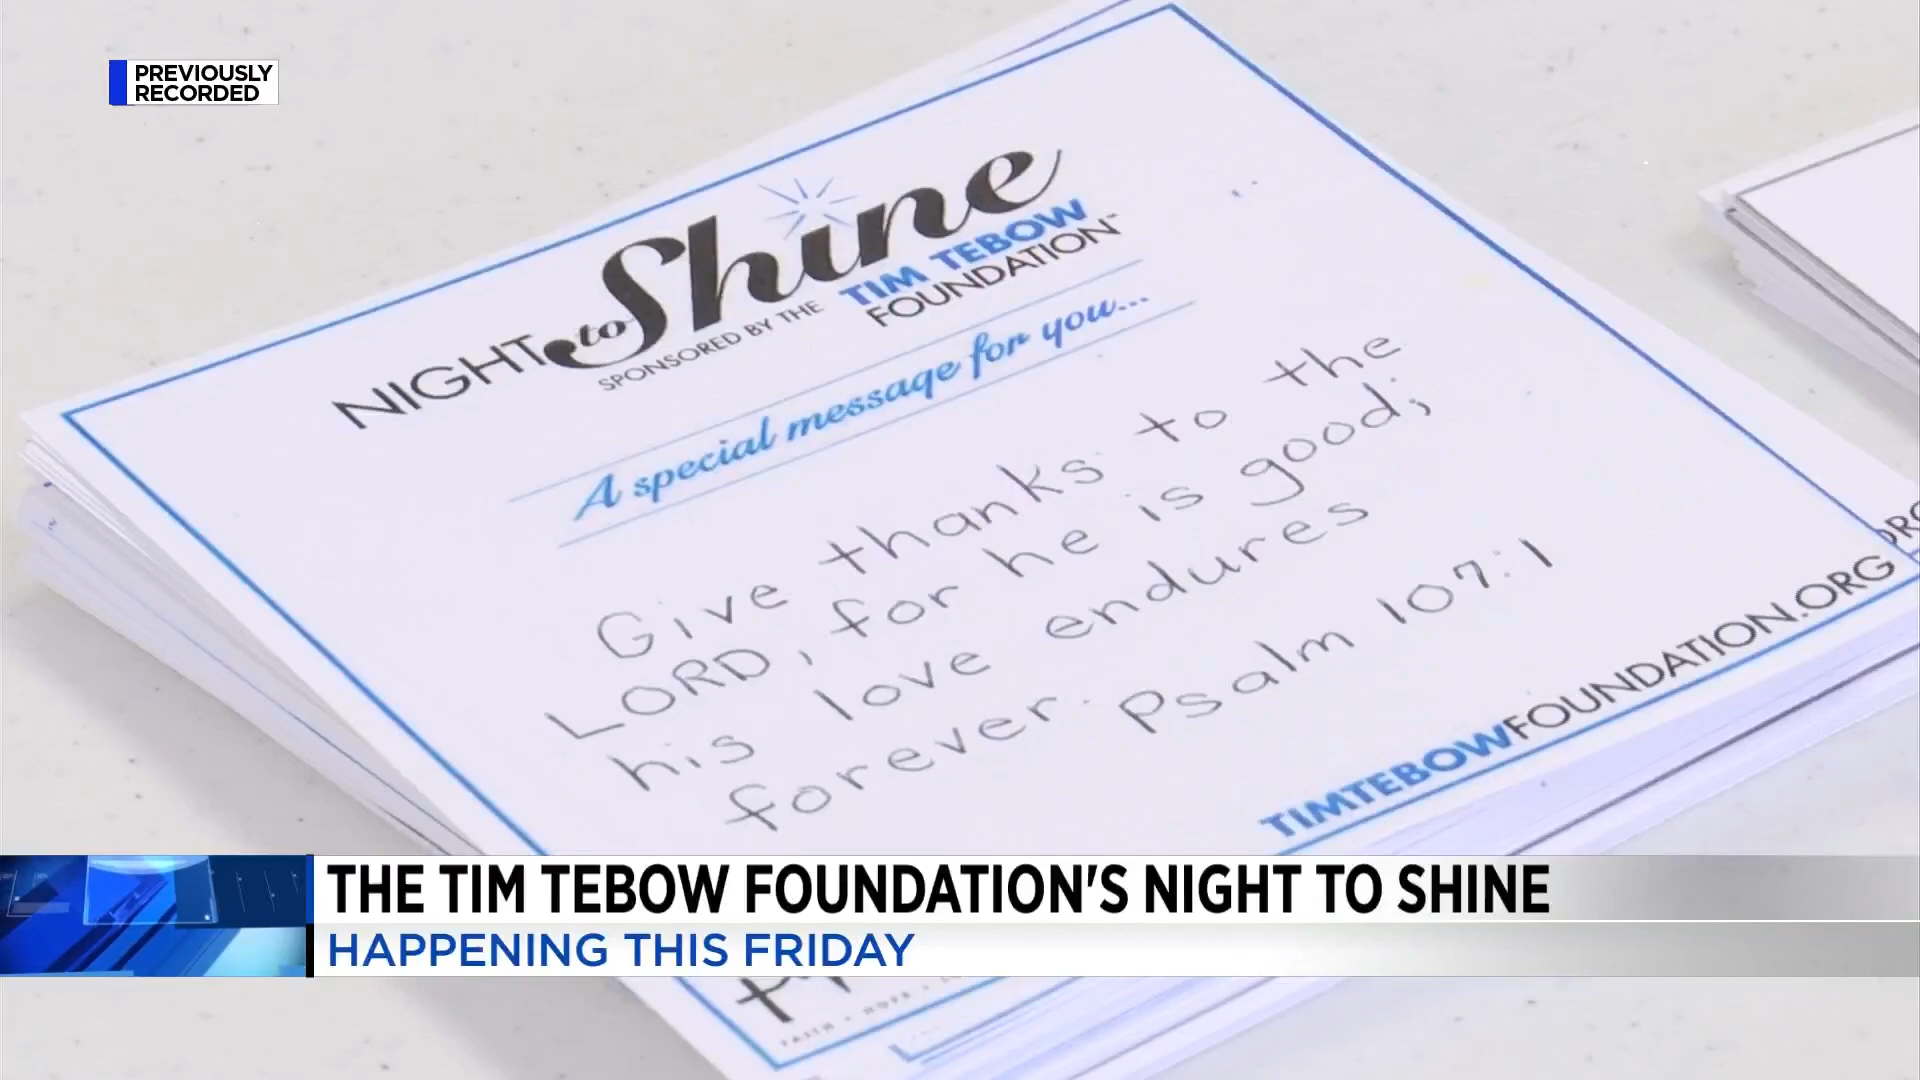 PREVIOUSLY
RECORDED
NIGHT to Shine
SPONSORED BY THE TIM TEBOW
FOUNDATION™
A special message for you...
Give thanks to the
LORD, for he is good;
his love endures
forever. Psalm 107:1
TIMTEBOWFOUNDATION.ORG
THE TIM TEBOW FOUNDATION'S NIGHT TO SHINE
HAPPENING THIS FRIDAY